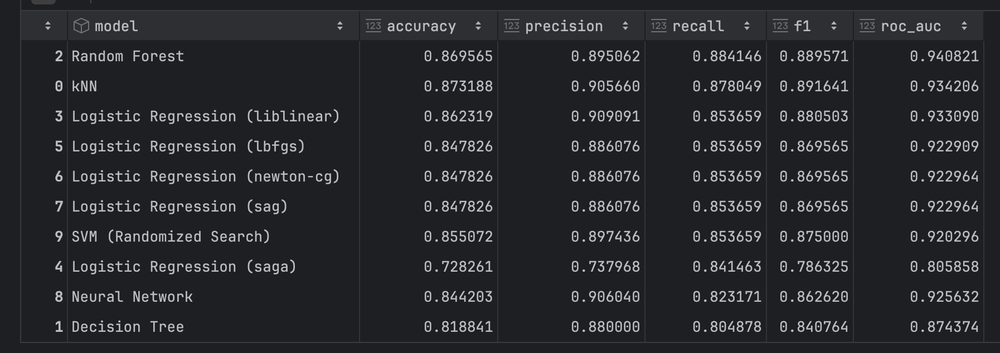 model accuracy precision recall f1 roc_auc
2 Random Forest 0.869565 0.895062 0.884146 0.889571 0.940821
0 kNN 0.873188 0.905660 0.878049 0.891641 0.934206
3 Logistic Regression (liblinear) 0.862319 0.909091 0.853659 0.880503 0.933090
5 Logistic Regression (lbfgs) 0.847826 0.886076 0.853659 0.869565 0.922909
6 Logistic Regression (newton-cg) 0.847826 0.886076 0.853659 0.869565 0.922964
7 Logistic Regression (sag) 0.847826 0.886076 0.853659 0.869565 0.922964
9 SVM (Randomized Search) 0.855072 0.897436 0.853659 0.875000 0.920296
4 Logistic Regression (saga) 0.728261 0.737968 0.841463 0.786325 0.805858
8 Neural Network 0.844203 0.906040 0.823171 0.862620 0.925632
1 Decision Tree 0.818841 0.880000 0.804878 0.840764 0.874374